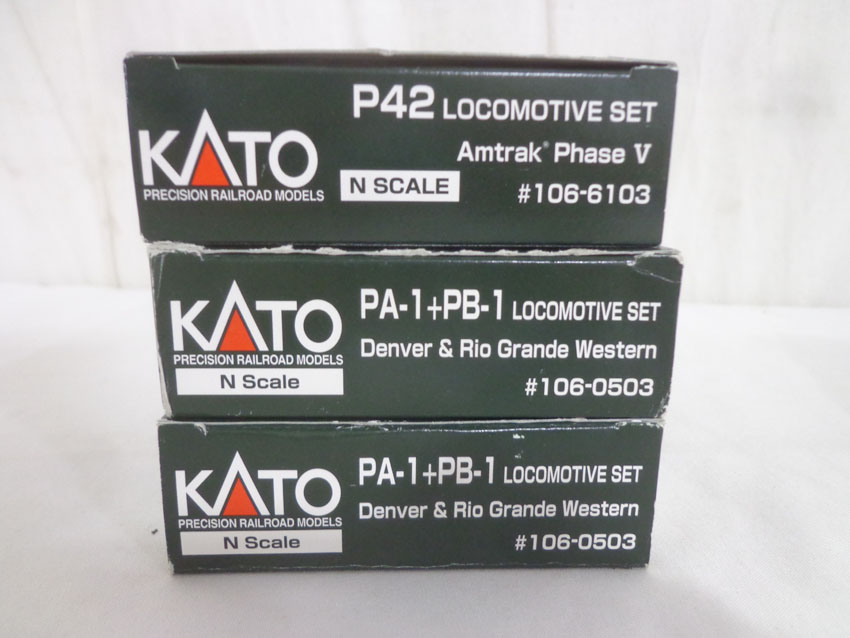 P42 LOCOMOTIVE SET
Amtrak® Phase V
KATO
PRECISION RAILROAD MODELS
N SCALE
#106-6103
PA-1+PB-1 LOCOMOTIVE SET
KATO
Denver & Rio Grande Western
PRECISION RAILROAD MODELS
N Scale
#106-0503
PA-1+PB-1 LOCOMOTIVE SET
KATO
Denver & Rio Grande Western
PRECISION RAILROAD MODELS
N Scale
#106-0503